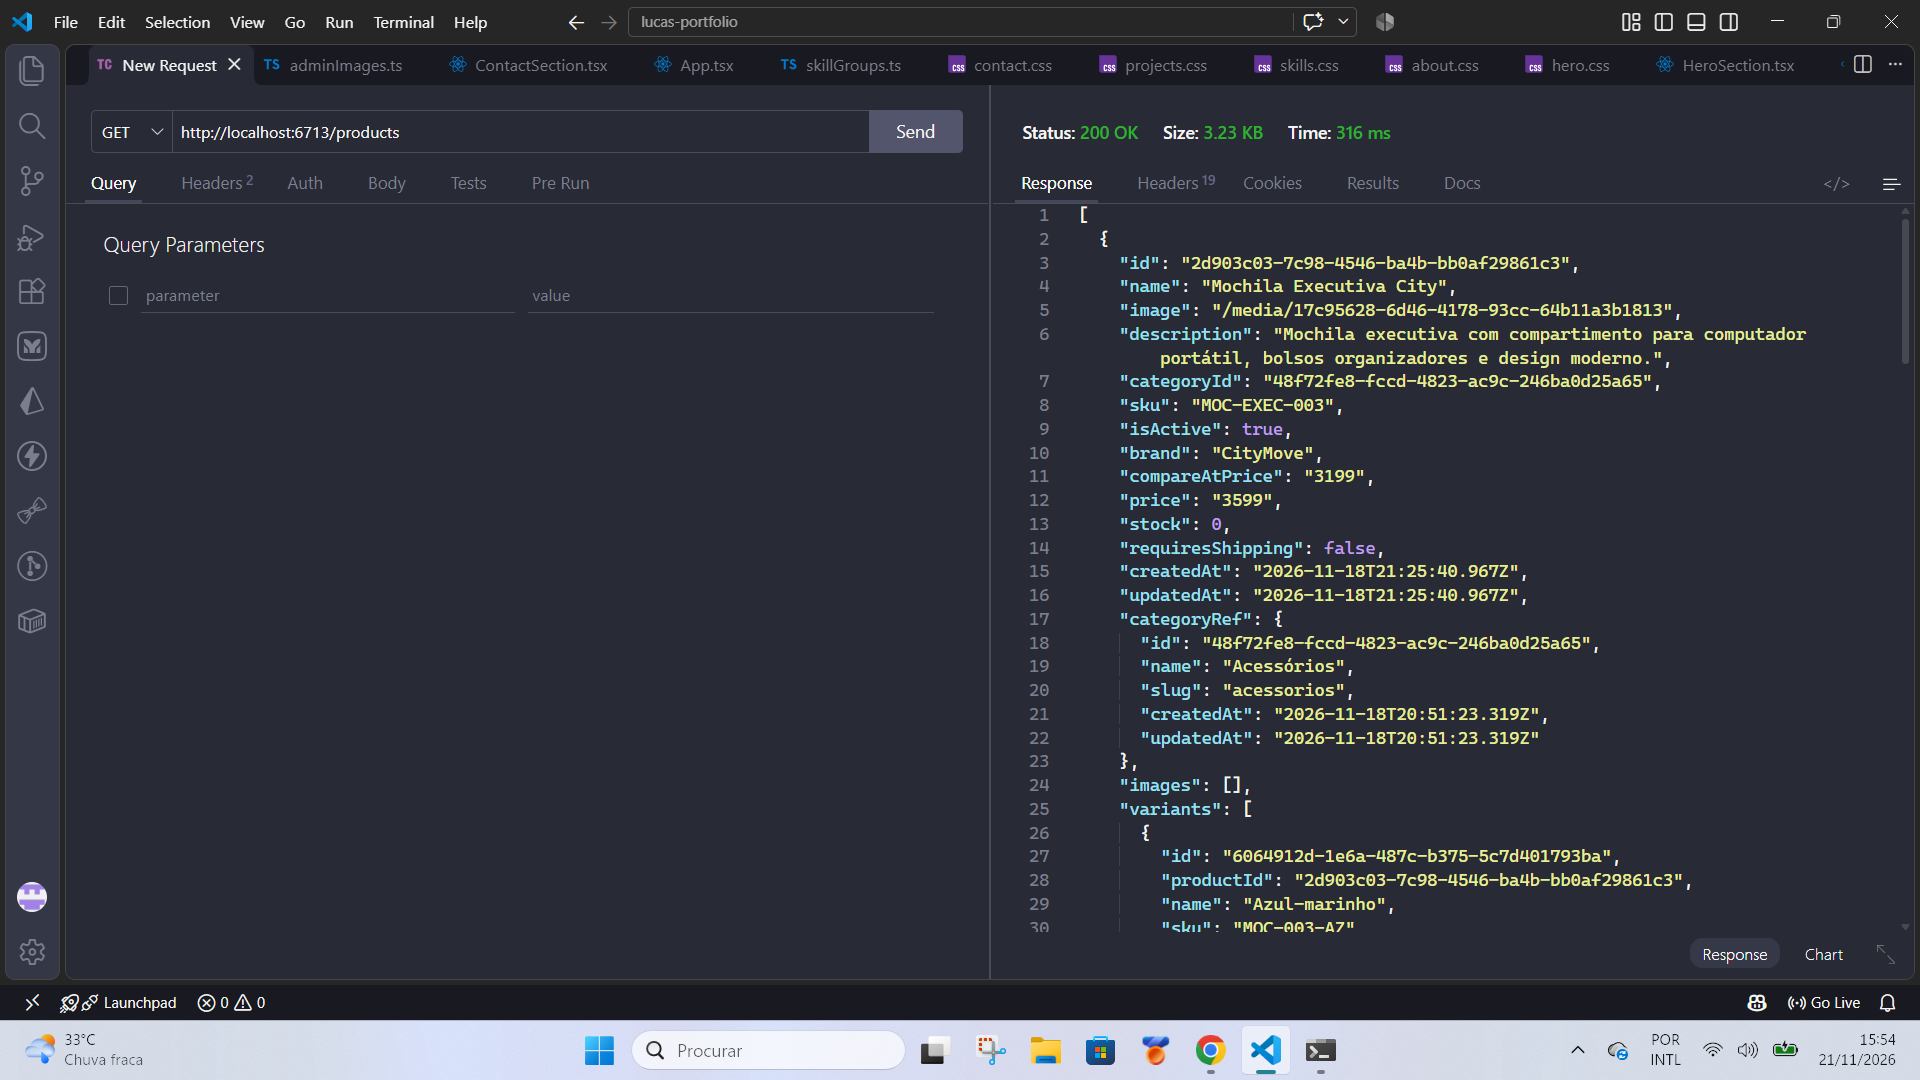 File Edit Selection View Go Run Terminal Help
lucas-portfolio
TC New Request
TS adminImages.ts
ContactSection.tsx
App.tsx
TS skillGroups.ts
css contact.css
css projects.css
css skills.css
css about.css
css hero.css
HeroSection.tsx
GET http://localhost:6713/products Send
Query Headers 2 Auth Body Tests Pre Run
Query Parameters
parameter value
Status: 200 OK Size: 3.23 KB Time: 316 ms
Response Headers 19 Cookies Results Docs </>
1 [
2 {
3 "id": "2d903c03-7c98-4546-ba4b-bb0af29861c3",
4 "name": "Mochila Executiva City",
5 "image": "/media/17c95628-6d46-4178-93cc-64b11a3b1813",
6 "description": "Mochila executiva com compartimento para computador
portátil, bolsos organizadores e design moderno.",
7 "categoryId": "48f72fe8-fccd-4823-ac9c-246ba0d25a65",
8 "sku": "MOC-EXEC-003",
9 "isActive": true,
10 "brand": "CityMove",
11 "compareAtPrice": "3199",
12 "price": "3599",
13 "stock": 0,
14 "requiresShipping": false,
15 "createdAt": "2026-11-18T21:25:40.967Z",
16 "updatedAt": "2026-11-18T21:25:40.967Z",
17 "categoryRef": {
18 "id": "48f72fe8-fccd-4823-ac9c-246ba0d25a65",
19 "name": "Acessórios",
20 "slug": "acessorios",
21 "createdAt": "2026-11-18T20:51:23.319Z",
22 "updatedAt": "2026-11-18T20:51:23.319Z"
23 },
24 "images": [],
25 "variants": [
26 {
27 "id": "6064912d-1e6a-487c-b375-5c7d401793ba",
28 "productId": "2d903c03-7c98-4546-ba4b-bb0af29861c3",
29 "name": "Azul-marinho",
30 "sku": "MOC-003-AZ"
Response Chart
Launchpad 0 0
Go Live
33°C
Chuva fraca
Procurar
POR
INTL
15:54
21/11/2026